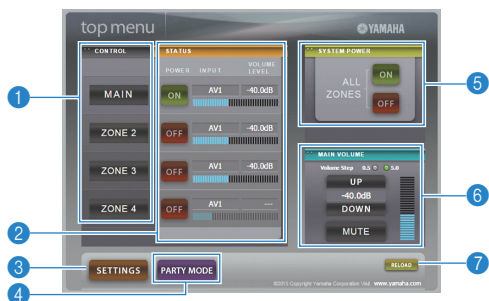 top menu
YAMAHA
CONTROL
STATUS
POWER INPUT VOLUME LEVEL
MAIN
ON AV1 -40.0dB
ZONE 2
OFF AV1 -40.0dB
ZONE 3
OFF AV1 -40.0dB
ZONE 4
OFF AV1 ---
SYSTEM POWER
ALL ZONES
ON
OFF
MAIN VOLUME
Volume Step 0.5 5.0
UP
-40.0dB
DOWN
MUTE
SETTINGS
PARTY MODE
RELOAD
©2013 Copyright Yamaha Corporation Visit www.yamaha.com
1
2
3
4
5
6
7